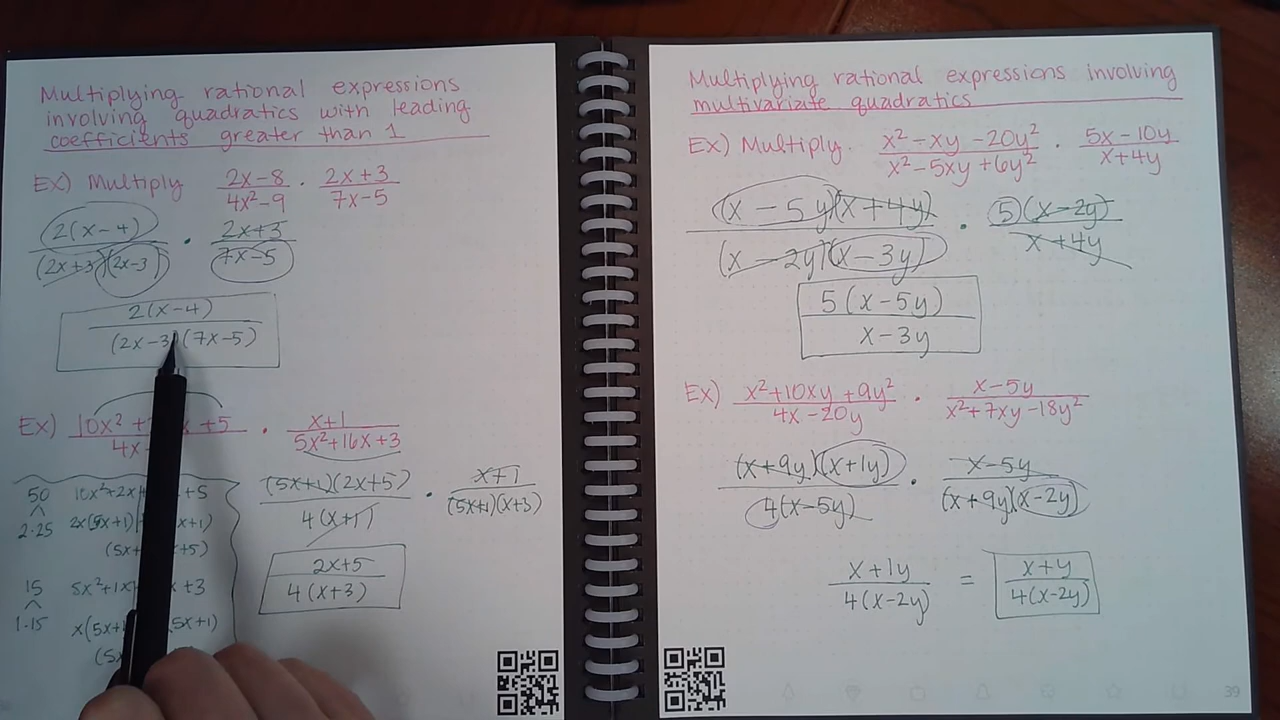 Multiplying rational expressions
involving quadratics with leading
coefficients greater than 1
Ex) Multiply 2x-8/4x²-9 · 2x+3/7x-5
2(x-4)/(2x+3)(2x-3) · 2x+3/7x-5
2(x-4)/(2x-3)(7x-5)
Ex) 10x² + x+5/4x · x+1/5x²+16x+3
50 10x²+2x+ x+5
2·25 2x(5x+1) x+1)
(5x+ x+5)
15 5x²+1x+ x+3
1·15 x(5x+1 (5x+1)
(5x
(5x+1)(2x+5)/4(x+1) · x+1/(5x+1)(x+3)
2x+5/4(x+3)
Multiplying rational expressions involving
multivariate quadratics
Ex) Multiply. x²-xy-20y²/x²-5xy+6y² · 5x-10y/x+4y
(x-5y)(x+4y)/(x-2y)(x-3y) · 5(x-2y)/x+4y
5(x-5y)/x-3y
Ex) x²+10xy+9y²/4x-20y · x-5y/x²+7xy-18y²
(x+9y)(x+1y)/4(x-5y) · x-5y/(x+9y)(x-2y)
x+1y/4(x-2y) = x+y/4(x-2y)
39